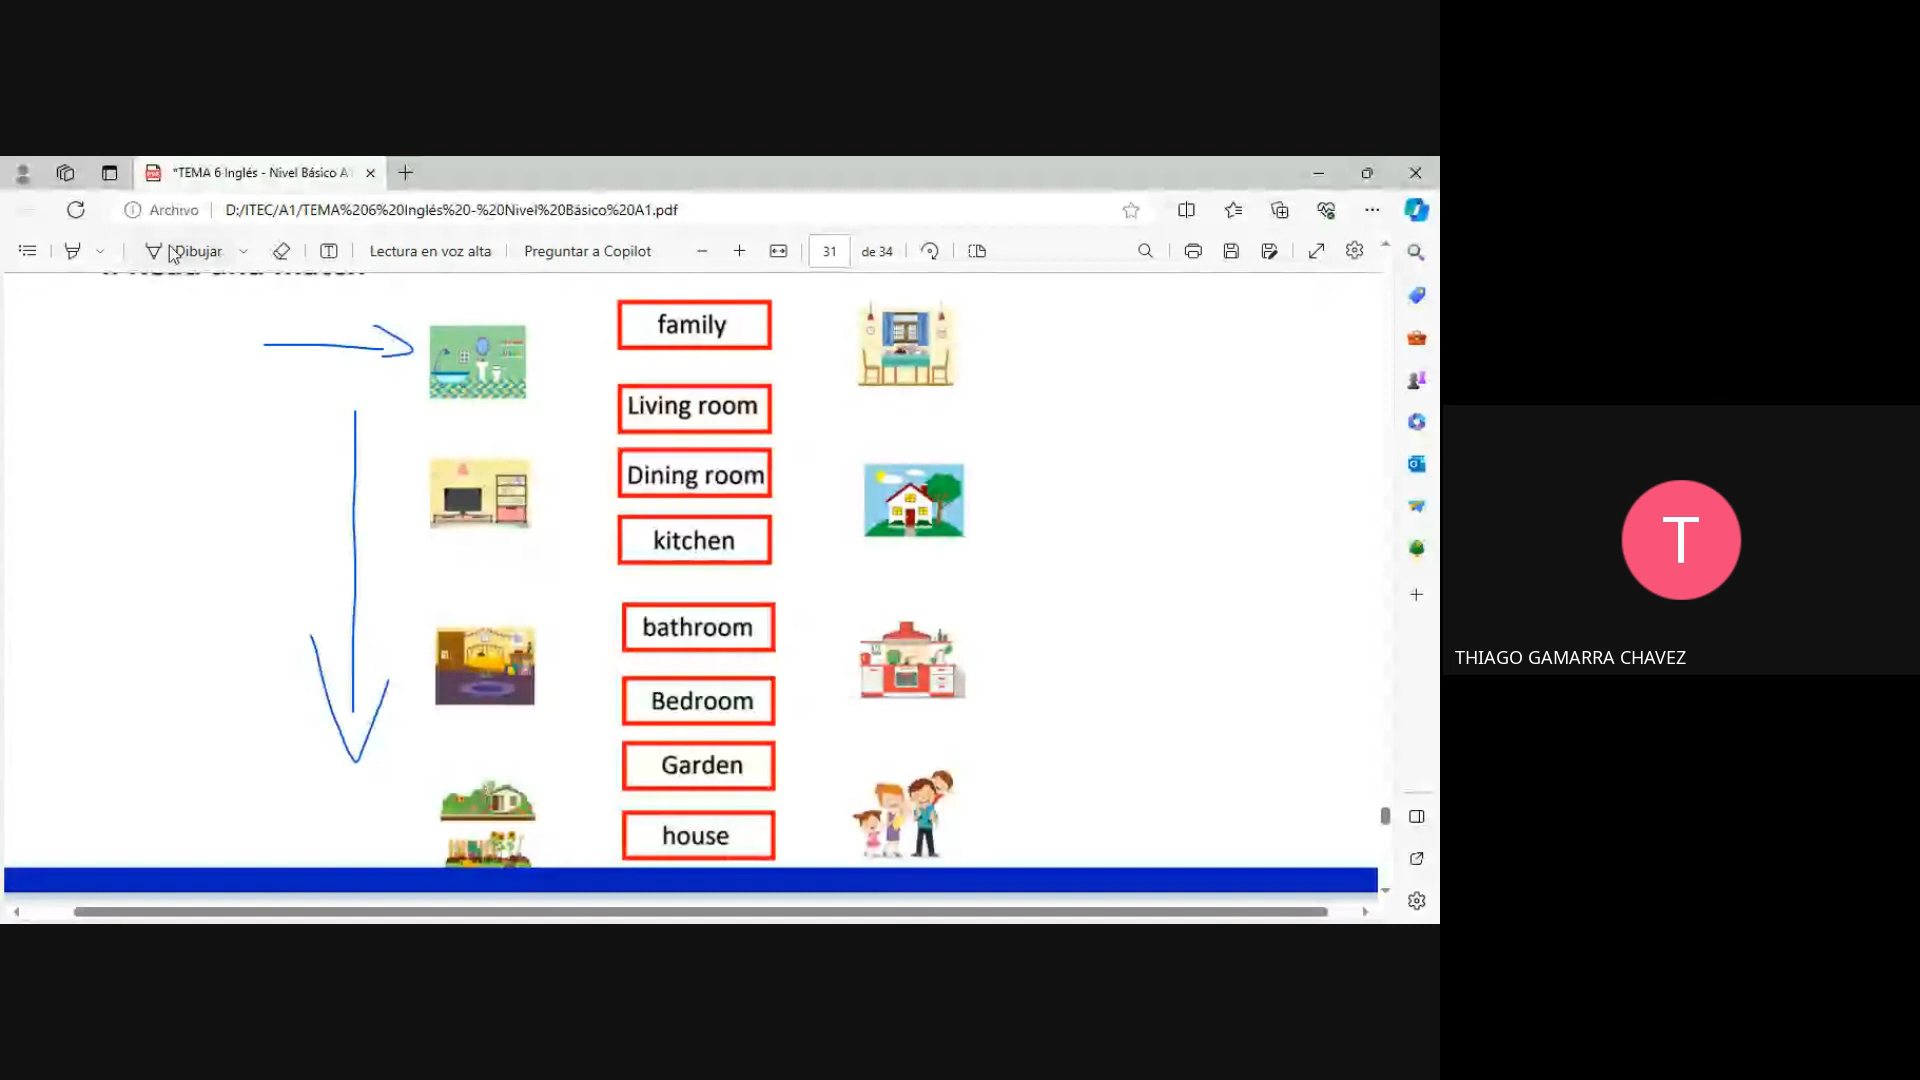 *TEMA 6 Inglés - Nivel Básico A1
Archivo
D:/ITEC/A1/TEMA%206%20Inglés%20-%20Nivel%20Básico%20A1.pdf
Dibujar
Lectura en voz alta
Preguntar a Copilot
31
de 34
family
Living room
Dining room
kitchen
bathroom
Bedroom
Garden
house
T
THIAGO GAMARRA CHAVEZ